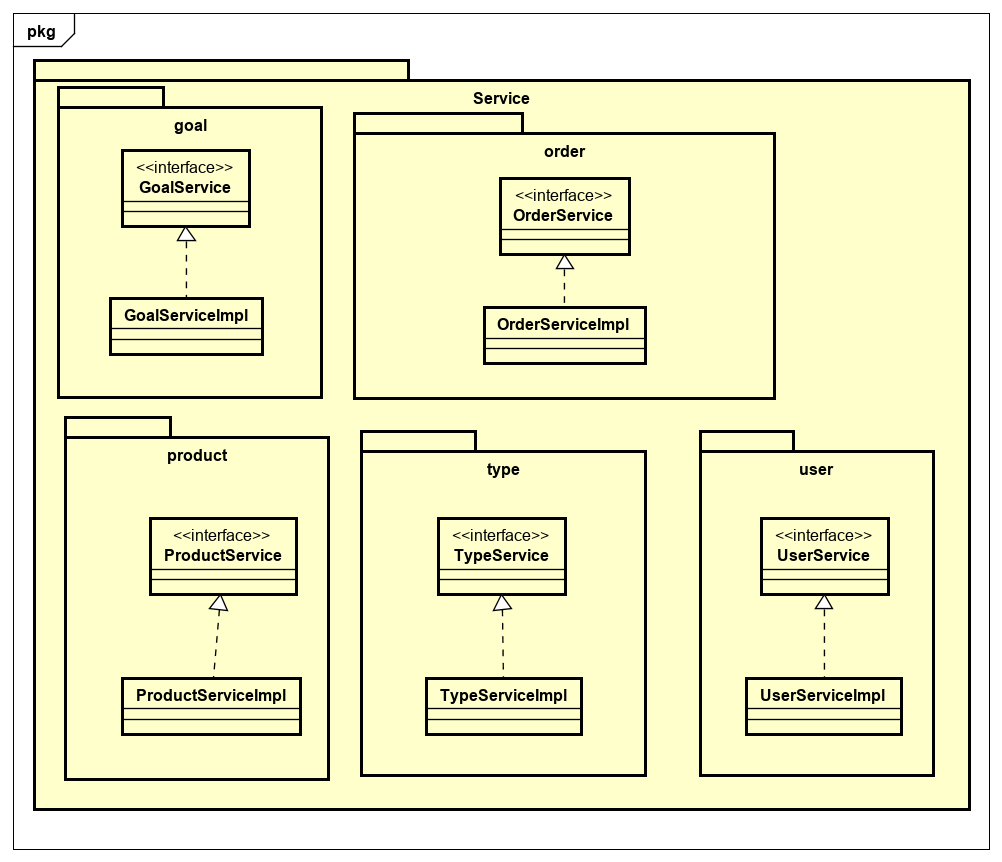 pkg
Service
goal
<<interface>>
GoalService
GoalServiceImpl
order
<<interface>>
OrderService
OrderServiceImpl
product
<<interface>>
ProductService
ProductServiceImpl
type
<<interface>>
TypeService
TypeServiceImpl
user
<<interface>>
UserService
UserServiceImpl